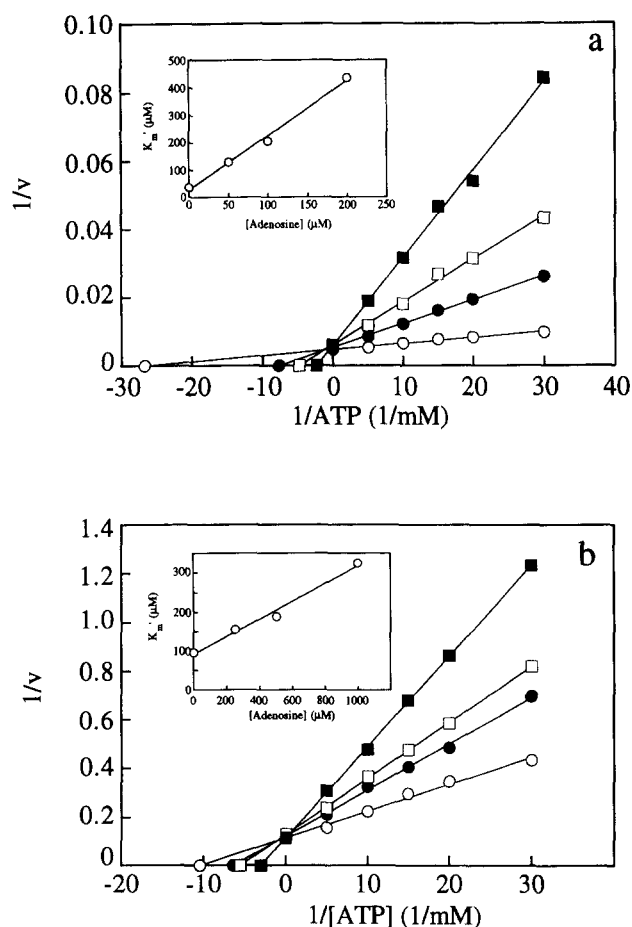 a
0.10
0.08
0.06
0.04
0.02
0
1/v
-30 -20 -10 0 10 20 30 40
1/ATP (1/mM)
500
400
300
200
100
0
Km' (μM)
0 50 100 150 200 250
[Adenosine] (μM)
b
1.4
1.2
1.0
0.8
0.6
0.4
0.2
0
1/v
-20 -10 0 10 20 30
1/[ATP] (1/mM)
300
200
100
0
Km' (μM)
0 200 400 600 800 1000
[Adenosine] (μM)